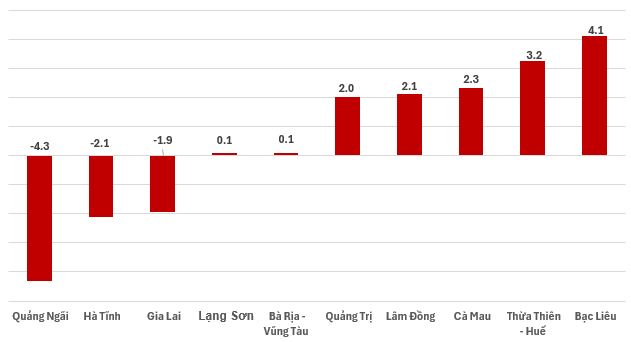 4.1
3.2
2.3
2.1
2.0
0.1
0.1
-1.9
-2.1
-4.3
Quảng Ngãi
Hà Tĩnh
Gia Lai
Lạng Sơn
Bà Rịa -
Vũng Tàu
Quảng Trị
Lâm Đồng
Cà Mau
Thừa Thiên
- Huế
Bạc Liêu